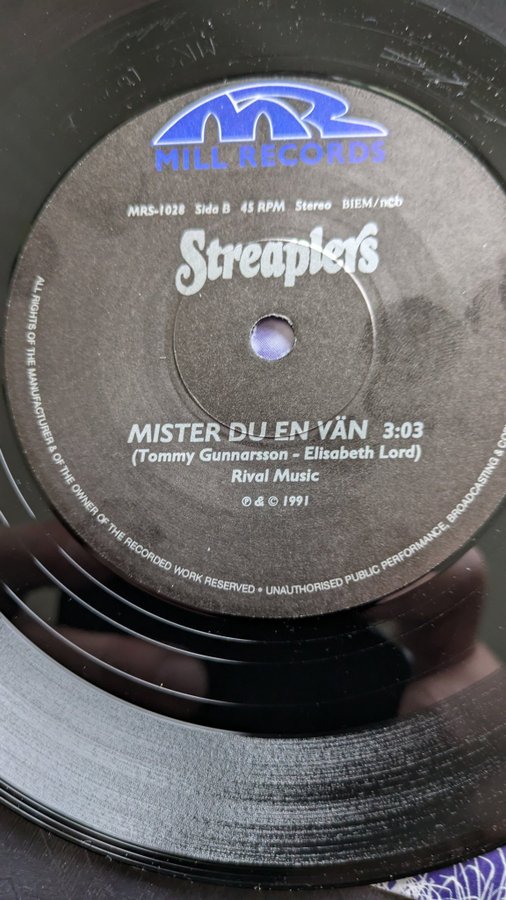 MR
MILL RECORDS
MRS-1028 Sida B 45 RPM Stereo BIEM/ncb
Streaplers
MISTER DU EN VÄN 3:03
(Tommy Gunnarsson - Elisabeth Lord)
Rival Music
℗ & © 1991
ALL RIGHTS OF THE MANUFACTURER & OF THE OWNER OF THE RECORDED WORK RESERVED • UNAUTHORISED PUBLIC PERFORMANCE, BROADCASTING &